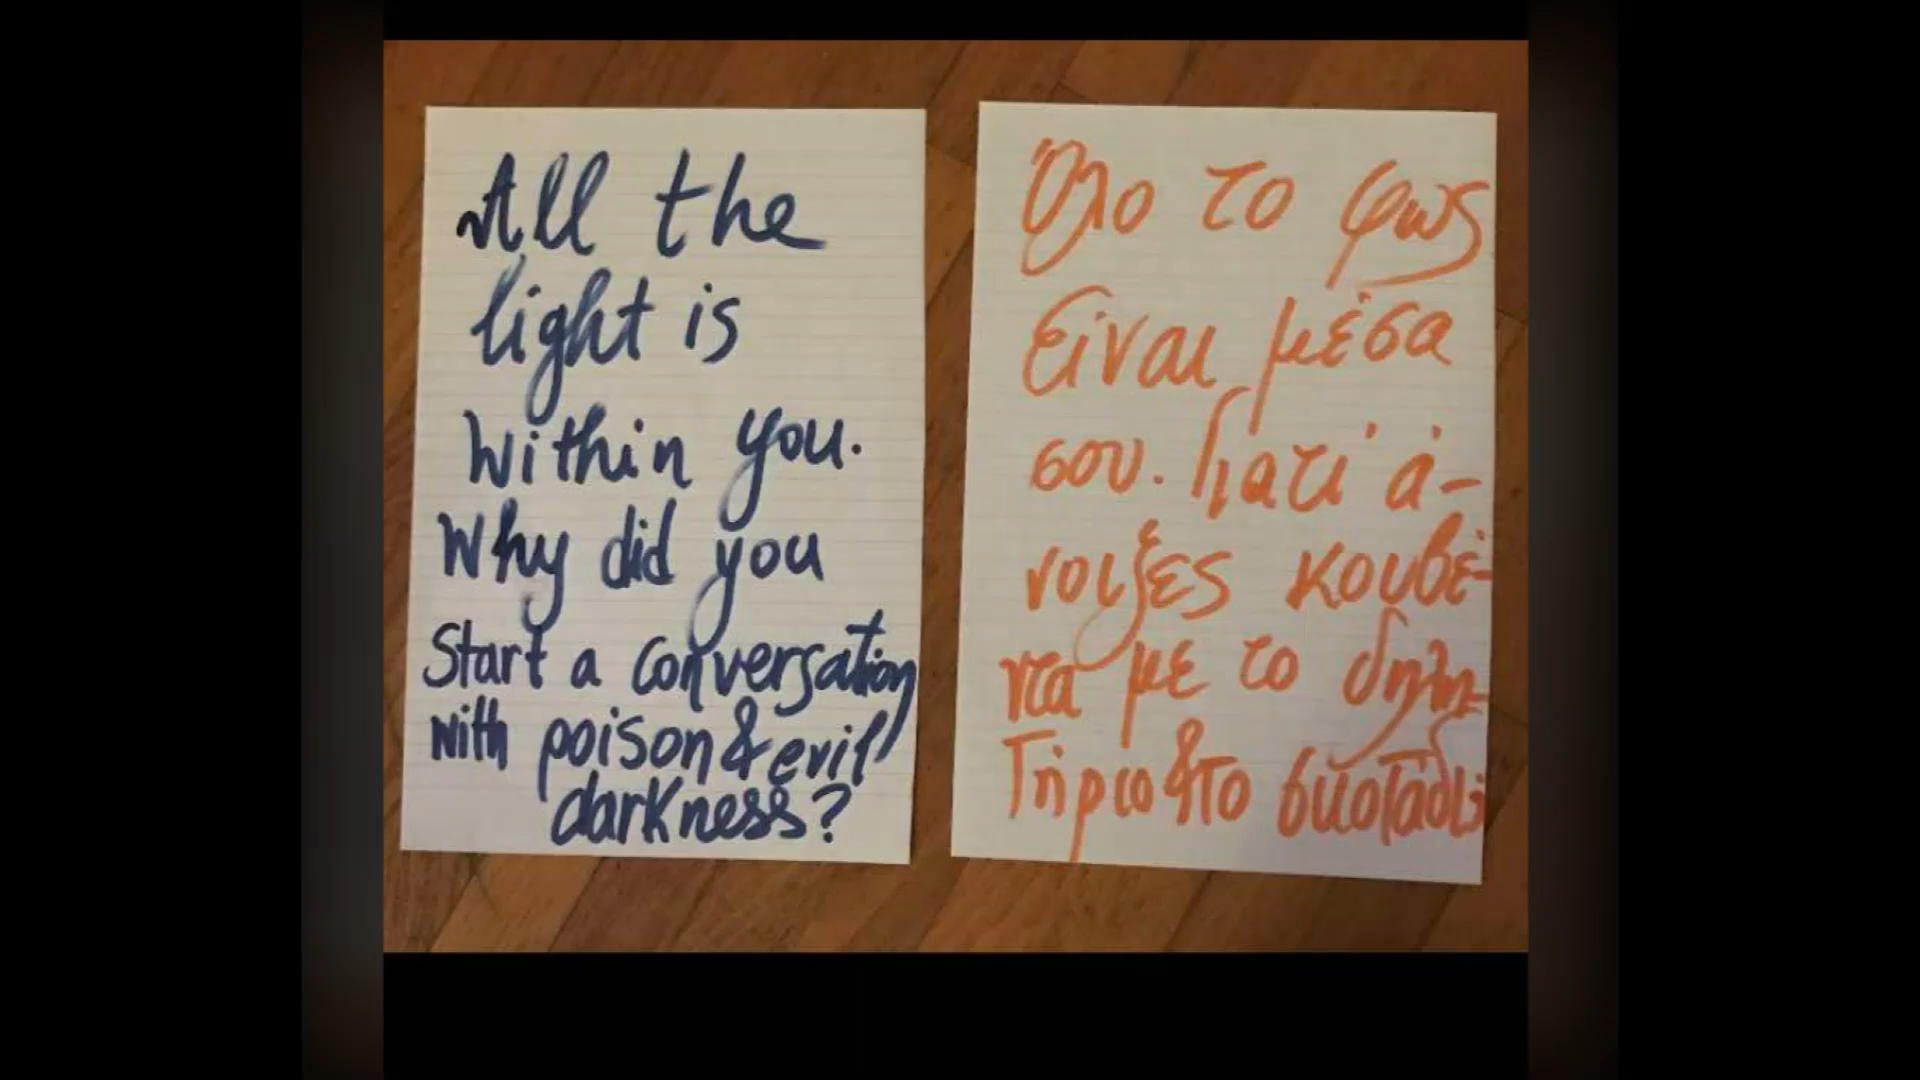 All the
light is
within you.
Why did you
Start a conversation
with poison & evil
darkness?
Όλο το φως
είναι μέσα
σου. Γιατί ά-
νοιξες κουβέ-
ντα με το δηλη-
τήριο & το σκοτάδι;